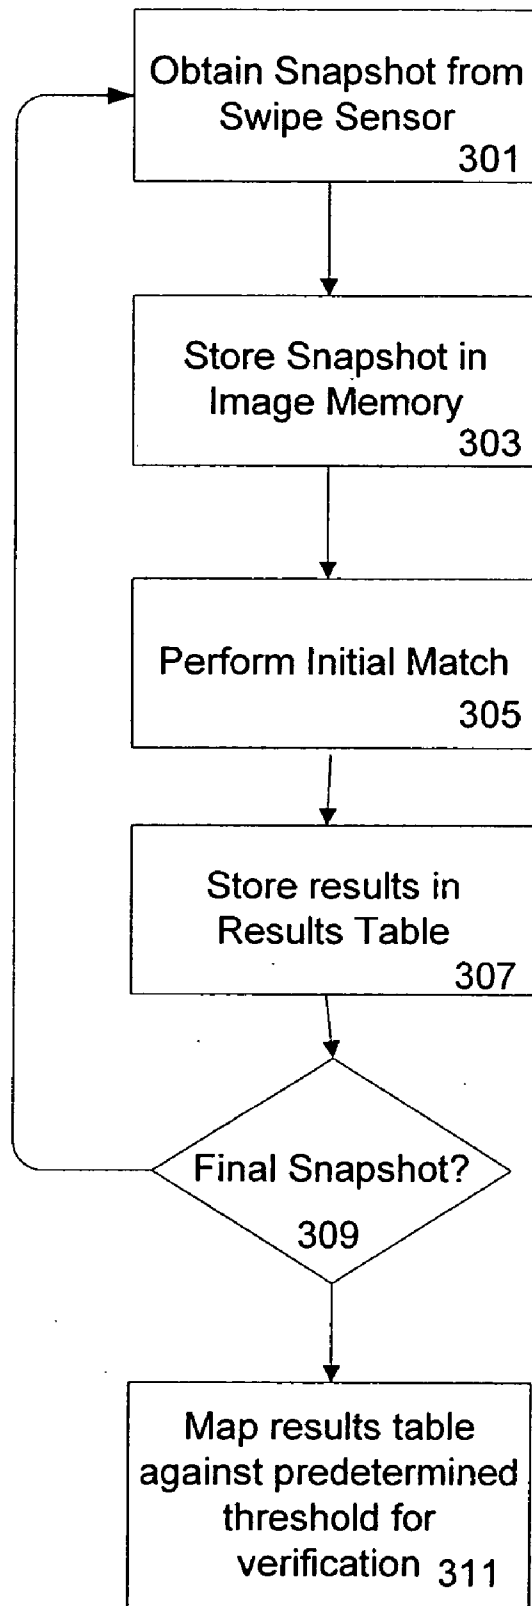 Obtain Snapshot from
Swipe Sensor
301
Store Snapshot in
Image Memory
303
Perform Initial Match
305
Store results in
Results Table
307
Final Snapshot?
309
Map results table
against predetermined
threshold for
verification 311